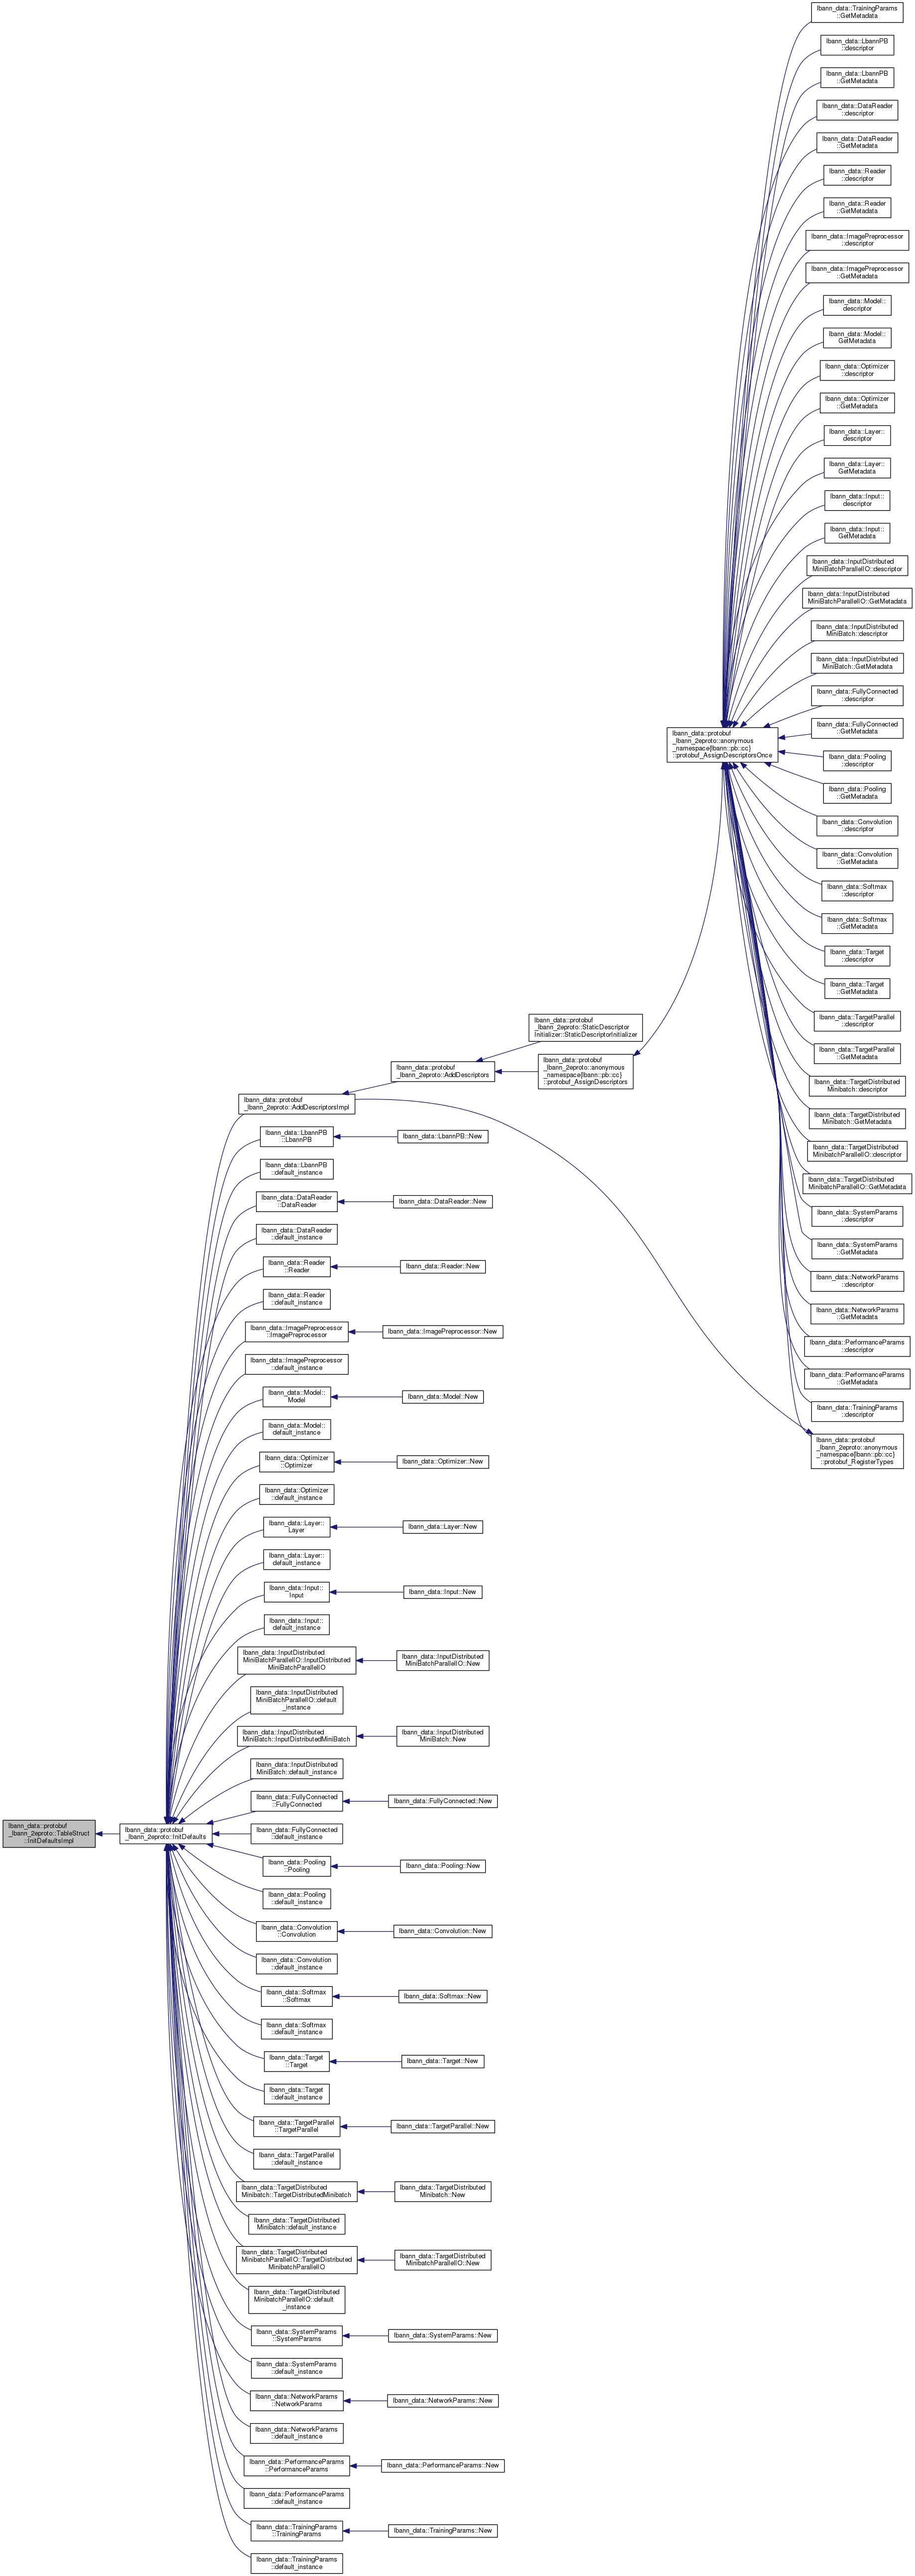 lbann_data::protobuf
_lbann_2eproto::TableStruct
::InitDefaultsImpl
lbann_data::protobuf
_lbann_2eproto::InitDefaults
lbann_data::protobuf
_lbann_2eproto::AddDescriptorsImpl
lbann_data::LbannPB
::LbannPB
lbann_data::LbannPB
::default_instance
lbann_data::DataReader
::DataReader
lbann_data::DataReader
::default_instance
lbann_data::Reader
::Reader
lbann_data::Reader
::default_instance
lbann_data::ImagePreprocessor
::ImagePreprocessor
lbann_data::ImagePreprocessor
::default_instance
lbann_data::Model::
Model
lbann_data::Model::
default_instance
lbann_data::Optimizer
::Optimizer
lbann_data::Optimizer
::default_instance
lbann_data::Layer::
Layer
lbann_data::Layer::
default_instance
lbann_data::Input::
Input
lbann_data::Input::
default_instance
lbann_data::InputDistributed
MiniBatchParallelIO::InputDistributed
MiniBatchParallelIO
lbann_data::InputDistributed
MiniBatchParallelIO::default
_instance
lbann_data::InputDistributed
MiniBatch::InputDistributedMiniBatch
lbann_data::InputDistributed
MiniBatch::default_instance
lbann_data::FullyConnected
::FullyConnected
lbann_data::FullyConnected
::default_instance
lbann_data::Pooling
::Pooling
lbann_data::Pooling
::default_instance
lbann_data::Convolution
::Convolution
lbann_data::Convolution
::default_instance
lbann_data::Softmax
::Softmax
lbann_data::Softmax
::default_instance
lbann_data::Target
::Target
lbann_data::Target
::default_instance
lbann_data::TargetParallel
::TargetParallel
lbann_data::TargetParallel
::default_instance
lbann_data::TargetDistributed
Minibatch::TargetDistributedMinibatch
lbann_data::TargetDistributed
Minibatch::default_instance
lbann_data::TargetDistributed
MinibatchParallelIO::TargetDistributed
MinibatchParallelIO
lbann_data::TargetDistributed
MinibatchParallelIO::default
_instance
lbann_data::SystemParams
::SystemParams
lbann_data::SystemParams
::default_instance
lbann_data::NetworkParams
::NetworkParams
lbann_data::NetworkParams
::default_instance
lbann_data::PerformanceParams
::PerformanceParams
lbann_data::PerformanceParams
::default_instance
lbann_data::TrainingParams
::TrainingParams
lbann_data::TrainingParams
::default_instance
lbann_data::protobuf
_lbann_2eproto::AddDescriptors
lbann_data::LbannPB::New
lbann_data::DataReader::New
lbann_data::Reader::New
lbann_data::ImagePreprocessor::New
lbann_data::Model::New
lbann_data::Optimizer::New
lbann_data::Layer::New
lbann_data::Input::New
lbann_data::InputDistributed
MiniBatchParallelIO::New
lbann_data::InputDistributed
MiniBatch::New
lbann_data::FullyConnected::New
lbann_data::Pooling::New
lbann_data::Convolution::New
lbann_data::Softmax::New
lbann_data::Target::New
lbann_data::TargetParallel::New
lbann_data::TargetDistributed
Minibatch::New
lbann_data::TargetDistributed
MinibatchParallelIO::New
lbann_data::SystemParams::New
lbann_data::NetworkParams::New
lbann_data::PerformanceParams::New
lbann_data::TrainingParams::New
lbann_data::protobuf
_lbann_2eproto::StaticDescriptor
Initializer::StaticDescriptorInitializer
lbann_data::protobuf
_lbann_2eproto::anonymous
_namespace{lbann::pb::cc}
::protobuf_AssignDescriptors
lbann_data::protobuf
_lbann_2eproto::anonymous
_namespace{lbann::pb::cc}
::protobuf_AssignDescriptorsOnce
lbann_data::TrainingParams
::GetMetadata
lbann_data::LbannPB
::descriptor
lbann_data::LbannPB
::GetMetadata
lbann_data::DataReader
::descriptor
lbann_data::DataReader
::GetMetadata
lbann_data::Reader
::descriptor
lbann_data::Reader
::GetMetadata
lbann_data::ImagePreprocessor
::descriptor
lbann_data::ImagePreprocessor
::GetMetadata
lbann_data::Model::
descriptor
lbann_data::Model::
GetMetadata
lbann_data::Optimizer
::descriptor
lbann_data::Optimizer
::GetMetadata
lbann_data::Layer::
descriptor
lbann_data::Layer::
GetMetadata
lbann_data::Input::
descriptor
lbann_data::Input::
GetMetadata
lbann_data::InputDistributed
MiniBatchParallelIO::descriptor
lbann_data::InputDistributed
MiniBatchParallelIO::GetMetadata
lbann_data::InputDistributed
MiniBatch::descriptor
lbann_data::InputDistributed
MiniBatch::GetMetadata
lbann_data::FullyConnected
::descriptor
lbann_data::FullyConnected
::GetMetadata
lbann_data::Pooling
::descriptor
lbann_data::Pooling
::GetMetadata
lbann_data::Convolution
::descriptor
lbann_data::Convolution
::GetMetadata
lbann_data::Softmax
::descriptor
lbann_data::Softmax
::GetMetadata
lbann_data::Target
::descriptor
lbann_data::Target
::GetMetadata
lbann_data::TargetParallel
::descriptor
lbann_data::TargetParallel
::GetMetadata
lbann_data::TargetDistributed
Minibatch::descriptor
lbann_data::TargetDistributed
Minibatch::GetMetadata
lbann_data::TargetDistributed
MinibatchParallelIO::descriptor
lbann_data::TargetDistributed
MinibatchParallelIO::GetMetadata
lbann_data::SystemParams
::descriptor
lbann_data::SystemParams
::GetMetadata
lbann_data::NetworkParams
::descriptor
lbann_data::NetworkParams
::GetMetadata
lbann_data::PerformanceParams
::descriptor
lbann_data::PerformanceParams
::GetMetadata
lbann_data::TrainingParams
::descriptor
lbann_data::protobuf
_lbann_2eproto::anonymous
_namespace{lbann::pb::cc}
::protobuf_RegisterTypes